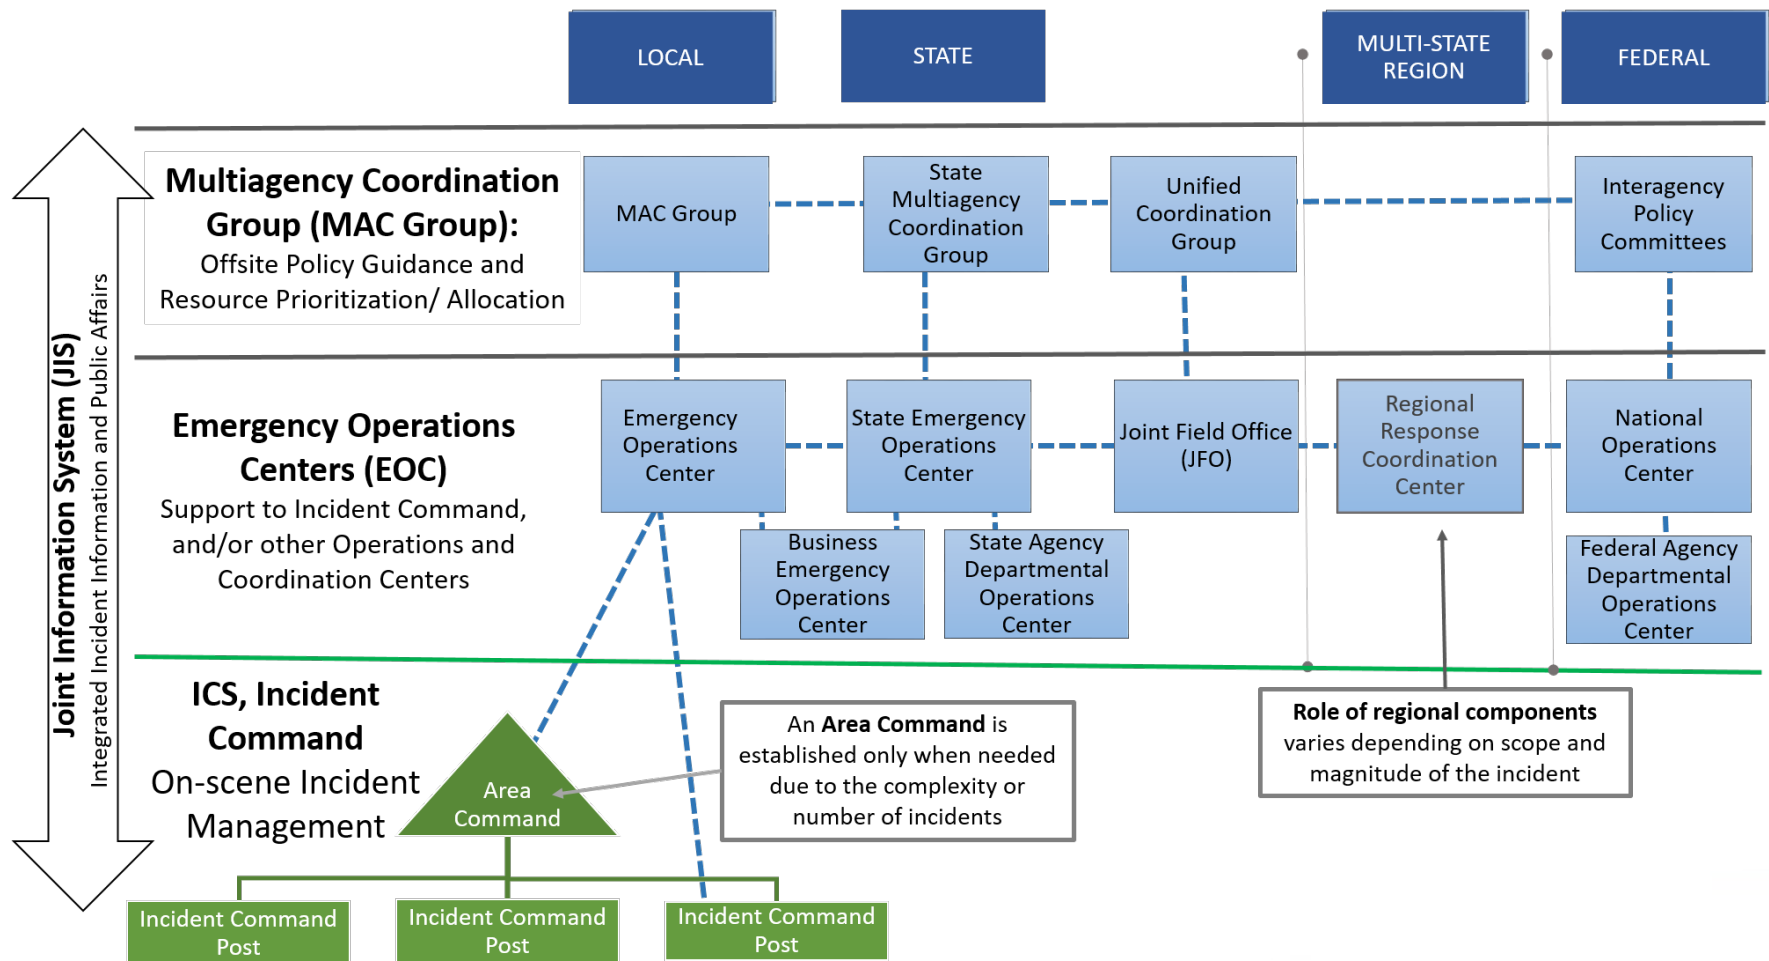 LOCAL
STATE
MULTI-STATE
REGION
FEDERAL
Joint Information System (JIS)
Integrated Incident Information and Public Affairs
Multiagency Coordination
Group (MAC Group):
Offsite Policy Guidance and
Resource Prioritization/ Allocation
MAC Group
State
Multiagency
Coordination
Group
Unified
Coordination
Group
Interagency
Policy
Committees
Emergency Operations
Centers (EOC)
Support to Incident Command,
and/or other Operations and
Coordination Centers
Emergency
Operations
Center
State Emergency
Operations
Center
Joint Field Office
(JFO)
Regional
Response
Coordination
Center
National
Operations
Center
Business
Emergency
Operations
Center
State Agency
Departmental
Operations
Center
Federal Agency
Departmental
Operations
Center
ICS, Incident
Command
On-scene Incident
Management
Area
Command
An Area Command is
established only when needed
due to the complexity or
number of incidents
Role of regional components
varies depending on scope and
magnitude of the incident
Incident Command
Post
Incident Command
Post
Incident Command
Post